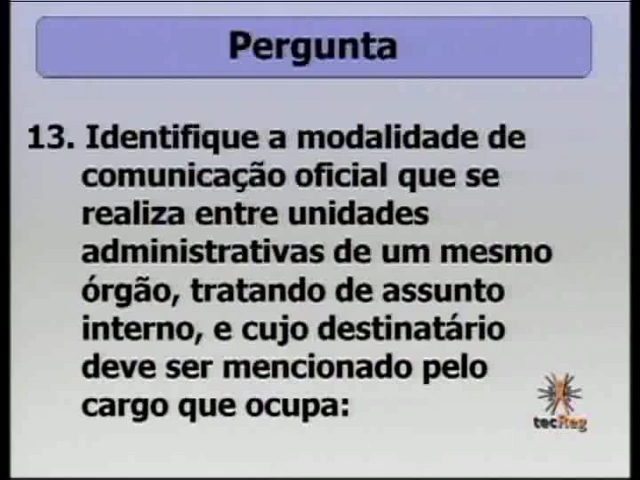 Pergunta
13. Identifique a modalidade de
comunicação oficial que se
realiza entre unidades
administrativas de um mesmo
órgão, tratando de assunto
interno, e cujo destinatário
deve ser mencionado pelo
cargo que ocupa:
tecReg